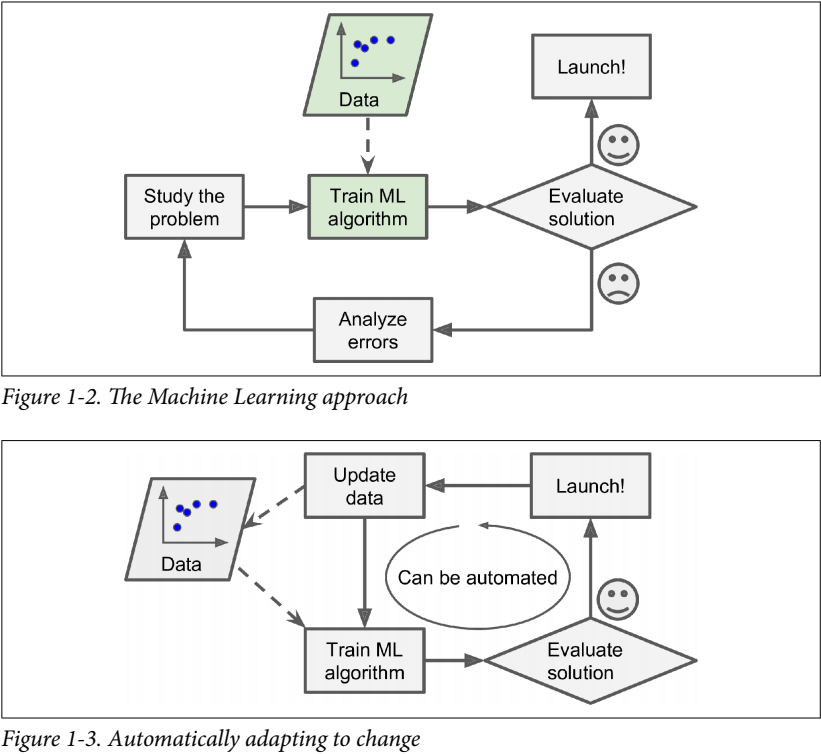 Data
Launch!
Study the
problem
Train ML
algorithm
Evaluate
solution
Analyze
errors
Figure 1-2. The Machine Learning approach
Update
data
Launch!
Data
Can be automated
Train ML
algorithm
Evaluate
solution
Figure 1-3. Automatically adapting to change